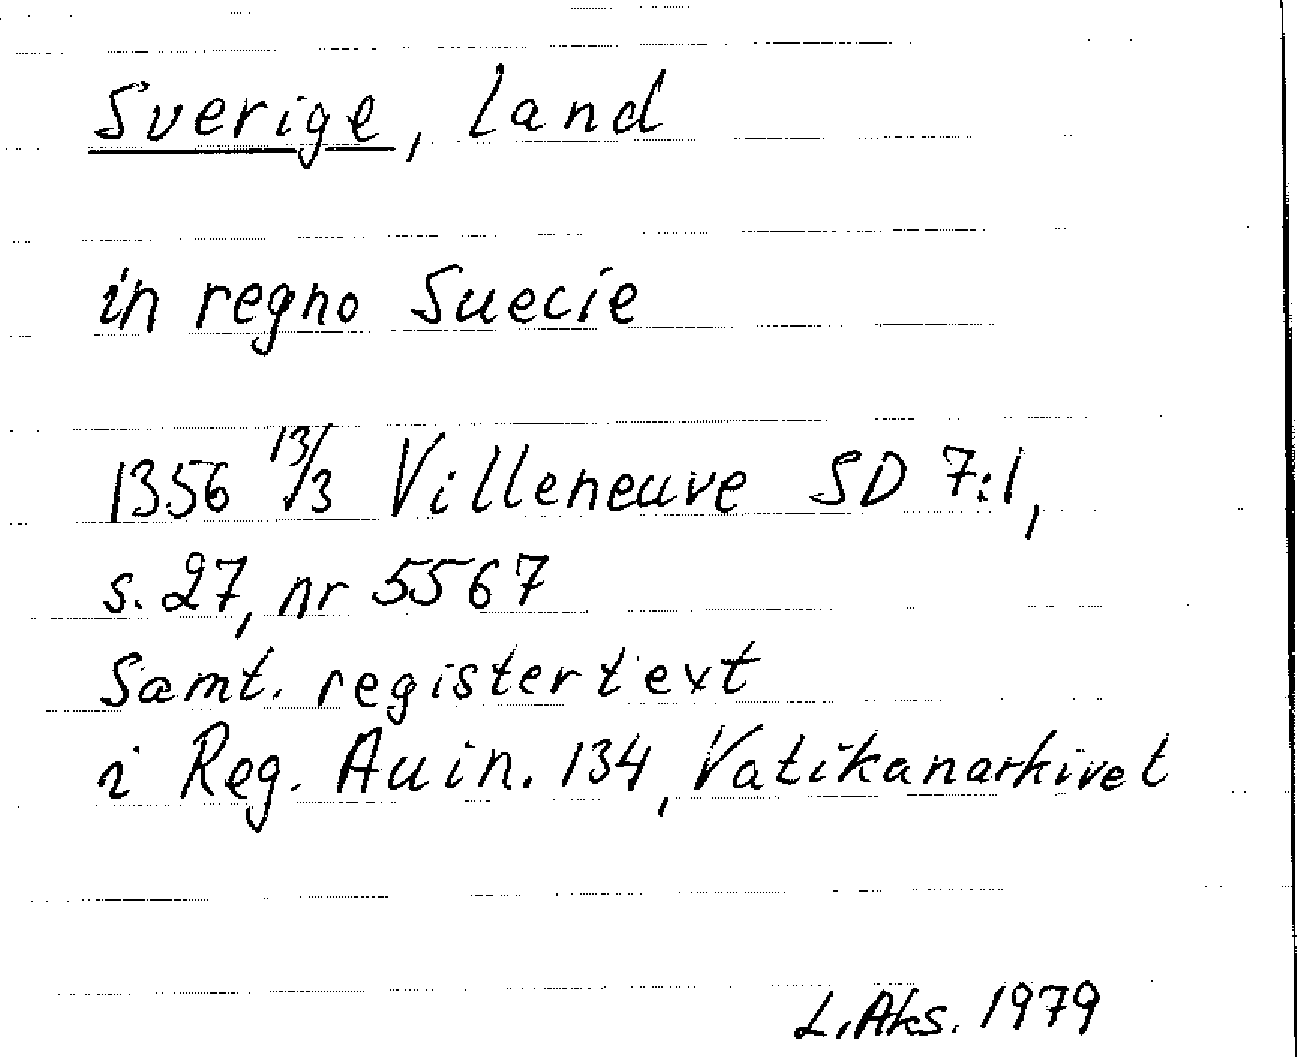 Sverige, land
in regno Suecie
1356 13/3 Villeneuve SD 7:1,
s. 27, nr 5567
Samt. registertext
i Reg. Auin. 134, Vatikanarkivet
L. Aks. 1979